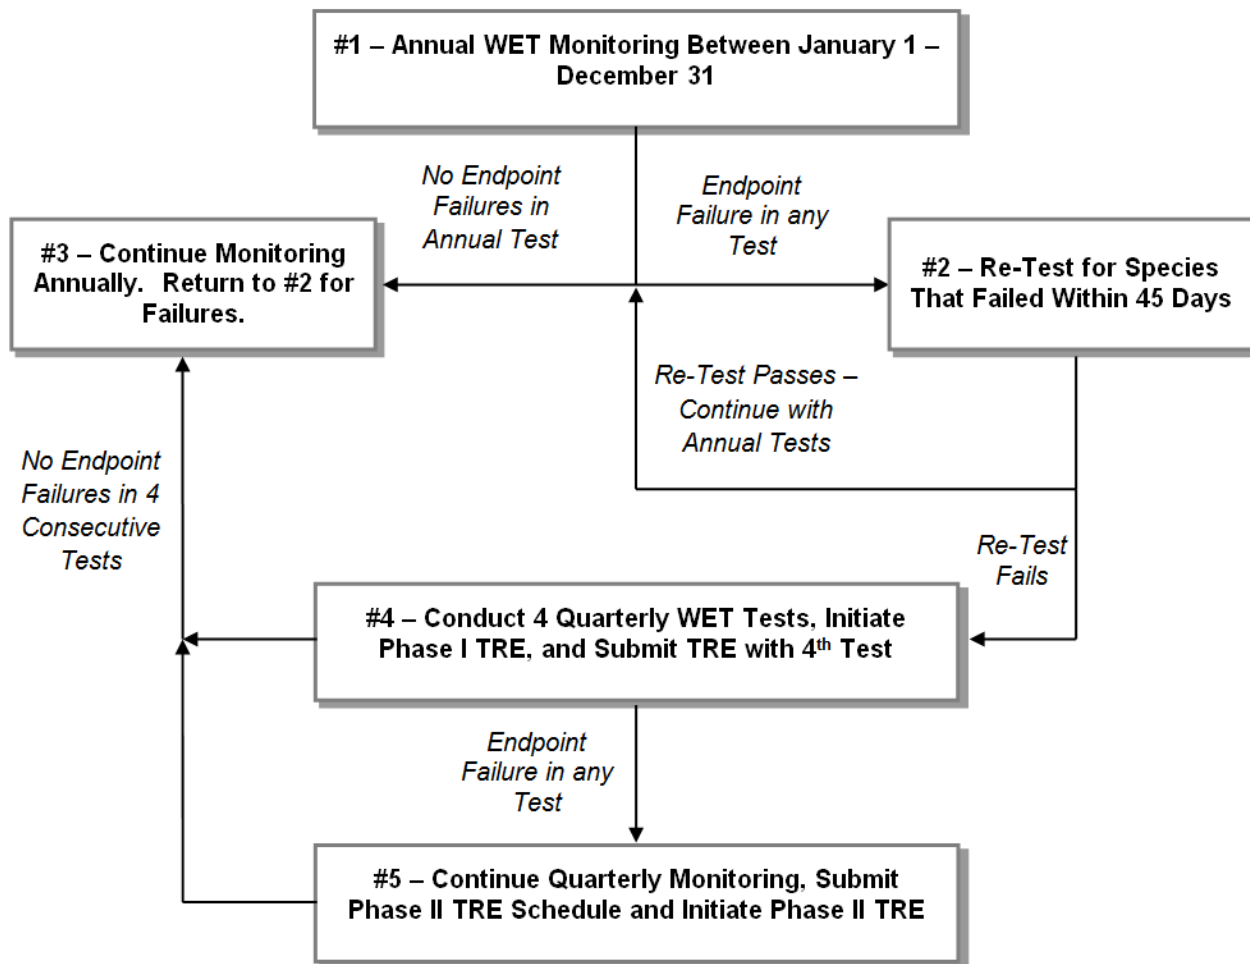 #1 – Annual WET Monitoring Between January 1 –
December 31
No Endpoint
Failures in
Annual Test
Endpoint
Failure in any
Test
#3 – Continue Monitoring
Annually.  Return to #2 for
Failures.
#2 – Re-Test for Species
That Failed Within 45 Days
Re-Test Passes –
Continue with
Annual Tests
No Endpoint
Failures in 4
Consecutive
Tests
Re-Test
Fails
#4 – Conduct 4 Quarterly WET Tests, Initiate
Phase I TRE, and Submit TRE with 4th Test
Endpoint
Failure in any
Test
#5 – Continue Quarterly Monitoring, Submit
Phase II TRE Schedule and Initiate Phase II TRE